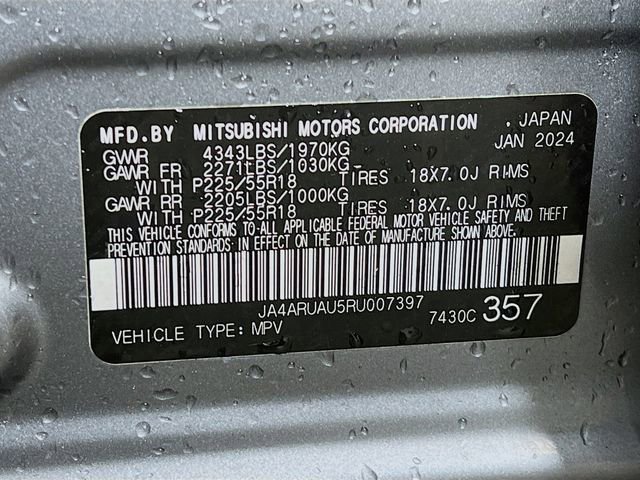 MFD.BY MITSUBISHI MOTORS CORPORATION , JAPAN
GVWR 4343LBS/1970KG JAN 2024
GAWR FR 2271LBS/1030KG
WITH P225/55R18 TIRES 18X7.0J RIMS
GAWR RR 2205LBS/1000KG
WITH P225/55R18 TIRES 18X7.0J RIMS
THIS VEHICLE CONFORMS TO-ALL APPLICABLE FEDERAL MOTOR VEHICLE SAFETY AND THEFT
PREVENTION STANDARDS IN EFFECT ON THE DATE OF MANUFACTURE SHOWN ABOVE.
JA4ARUAU5RU007397
VEHICLE TYPE: MPV 7430C 357